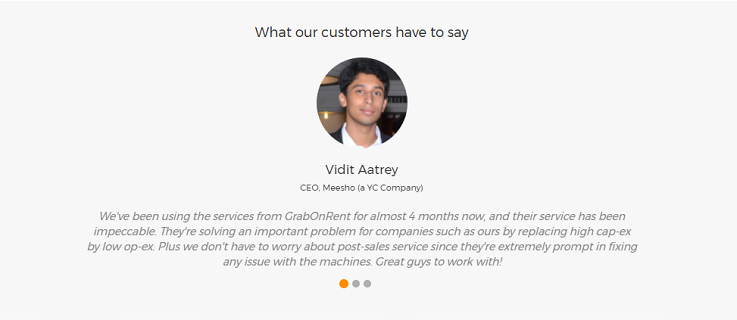 What our customers have to say
Vidit Aatrey
CEO, Meesho (a YC Company)
We've been using the services from GrabOnRent for almost 4 months now, and their service has been
impeccable. They're solving an important problem for companies such as ours by replacing high cap-ex
by low op-ex. Plus we don't have to worry about post-sales service since they're extremely prompt in fixing
any issue with the machines. Great guys to work with!